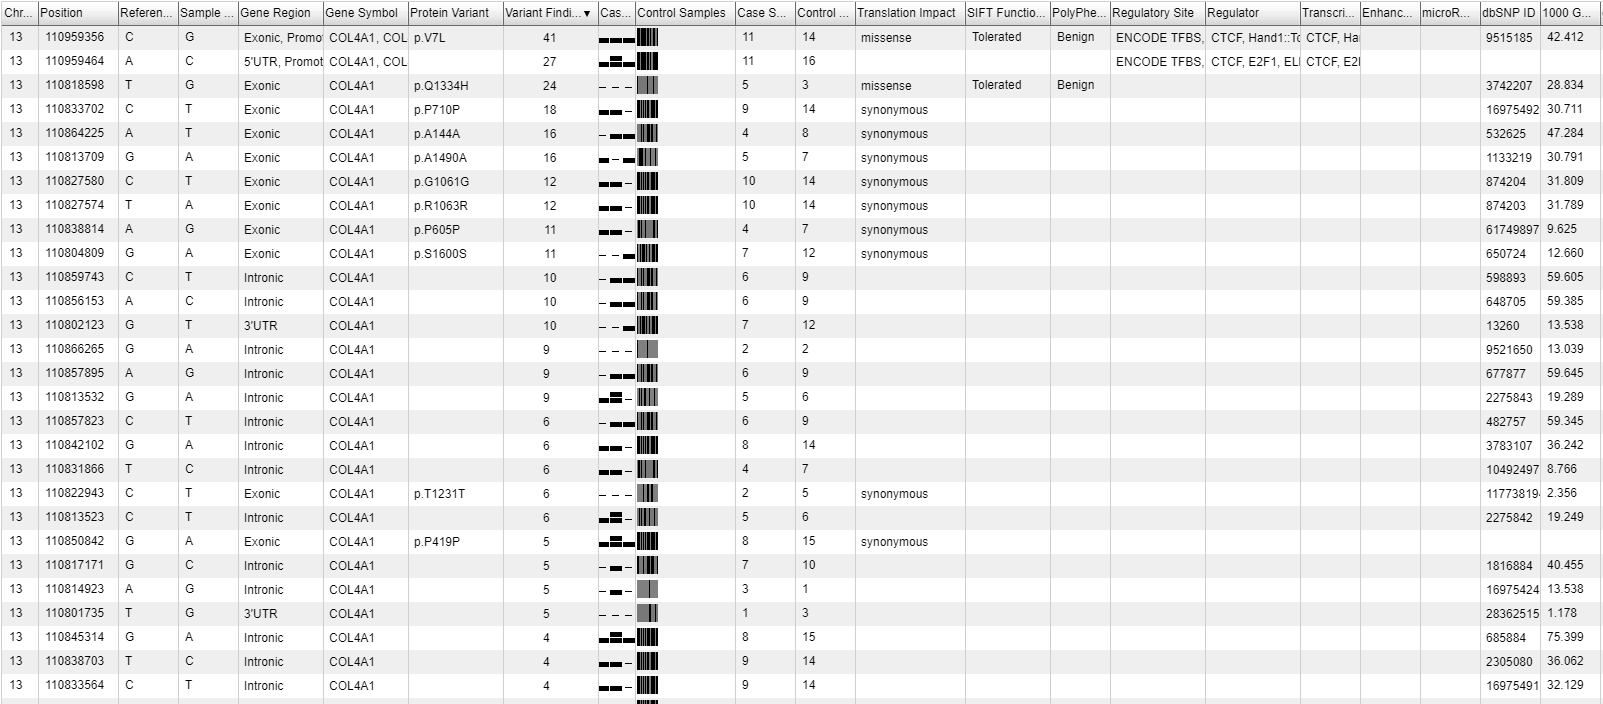 Chr... Position Referen... Sample ... Gene Region Gene Symbol Protein Variant Variant Findi... ▼ Cas... Control Samples Case S... Control ... Translation Impact SIFT Functio... PolyPhe... Regulatory Site Regulator Transcri... Enhanc... microR... dbSNP ID 1000 G...
13 110959356 C G Exonic, Promo COL4A1, COL p.V7L 41 11 14 missense Tolerated Benign ENCODE TFBS, CTCF, Hand1::Tc CTCF, Ha 9515185 42.412
13 110959464 A C 5'UTR, Promot COL4A1, COL 27 11 16 ENCODE TFBS, CTCF, E2F1, EL CTCF, E2
13 110818598 T G Exonic COL4A1 p.Q1334H 24 5 3 missense Tolerated Benign 3742207 28.834
13 110833702 C T Exonic COL4A1 p.P710P 18 9 14 synonymous 16975492 30.711
13 110864225 A T Exonic COL4A1 p.A144A 16 4 8 synonymous 532625 47.284
13 110813709 G A Exonic COL4A1 p.A1490A 16 5 7 synonymous 1133219 30.791
13 110827580 C T Exonic COL4A1 p.G1061G 12 10 14 synonymous 874204 31.809
13 110827574 T A Exonic COL4A1 p.R1063R 12 10 14 synonymous 874203 31.789
13 110838814 A G Exonic COL4A1 p.P605P 11 4 7 synonymous 61749897 9.625
13 110804809 G A Exonic COL4A1 p.S1600S 11 7 12 synonymous 650724 12.660
13 110859743 C T Intronic COL4A1 10 6 9 598893 59.605
13 110856153 A C Intronic COL4A1 10 6 9 648705 59.385
13 110802123 G T 3'UTR COL4A1 10 7 12 13260 13.538
13 110866265 G A Intronic COL4A1 9 2 2 9521650 13.039
13 110857895 A G Intronic COL4A1 9 6 9 677877 59.645
13 110813532 G A Intronic COL4A1 9 5 6 2275843 19.289
13 110857823 C T Intronic COL4A1 6 6 9 482757 59.345
13 110842102 G A Intronic COL4A1 6 8 14 3783107 36.242
13 110831866 T C Intronic COL4A1 6 4 7 10492497 8.766
13 110822943 C T Exonic COL4A1 p.T1231T 6 2 5 synonymous 11773819 2.356
13 110813523 C T Intronic COL4A1 6 5 6 2275842 19.249
13 110850842 G A Exonic COL4A1 p.P419P 5 8 15 synonymous
13 110817171 G C Intronic COL4A1 5 7 10 1816884 40.455
13 110814923 A G Intronic COL4A1 5 3 1 16975424 13.538
13 110801735 T G 3'UTR COL4A1 5 1 3 28362515 1.178
13 110845314 G A Intronic COL4A1 4 8 15 685884 75.399
13 110838703 T C Intronic COL4A1 4 9 14 2305080 36.062
13 110833564 C T Intronic COL4A1 4 9 14 16975491 32.129